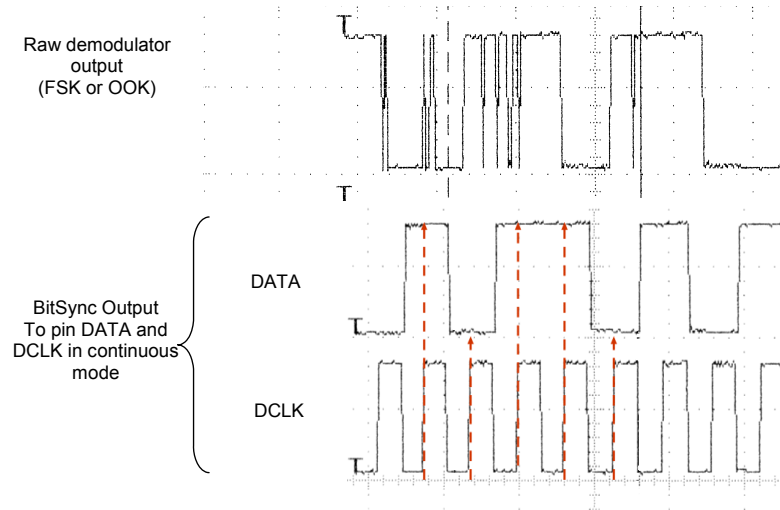 Raw demodulator
output
(FSK or OOK)
DATA
BitSync Output
To pin DATA and
DCLK in continuous
mode
DCLK